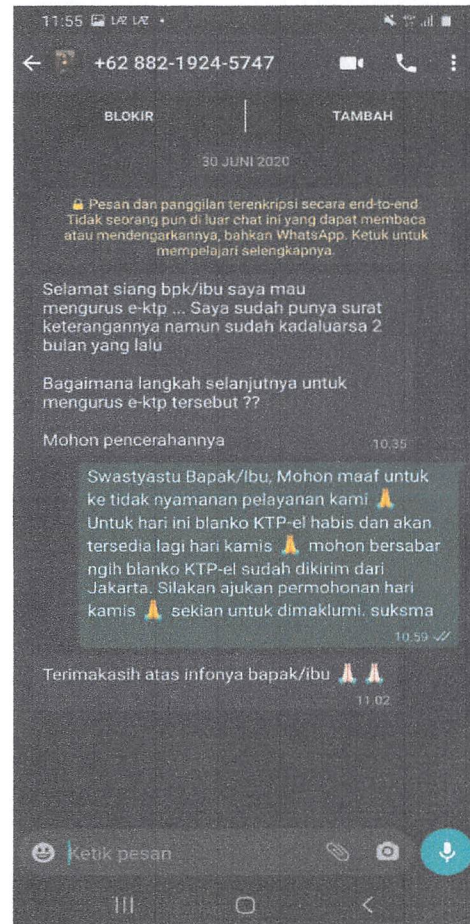 11:55
+62 882-1924-5747
BLOKIR
TAMBAH
30 JUNI 2020
Pesan dan panggilan terenkripsi secara end-to-end
Tidak seorang pun di luar chat ini yang dapat membaca
atau mendengarkannya, bahkan WhatsApp. Ketuk untuk
mempelajari selengkapnya.
Selamat siang bpk/ibu saya mau
mengurus e-ktp ... Saya sudah punya surat
keterangannya namun sudah kadaluarsa 2
bulan yang lalu
Bagaimana langkah selanjutnya untuk
mengurus e-ktp tersebut ??
Mohon pencerahannya
10.35
Swastyastu Bapak/Ibu, Mohon maaf untuk
ke tidak nyamanan pelayanan kami 🙏
Untuk hari ini blanko KTP-el habis dan akan
tersedia lagi hari kamis 🙏 mohon bersabar
ngih blanko KTP-el sudah dikirim dari
Jakarta. Silakan ajukan permohonan hari
kamis 🙏 sekian untuk dimaklumi. suksma
10.59
Terimakasih atas infonya bapak/ibu 🙏🏻 🙏🏻
11.02
Ketik pesan